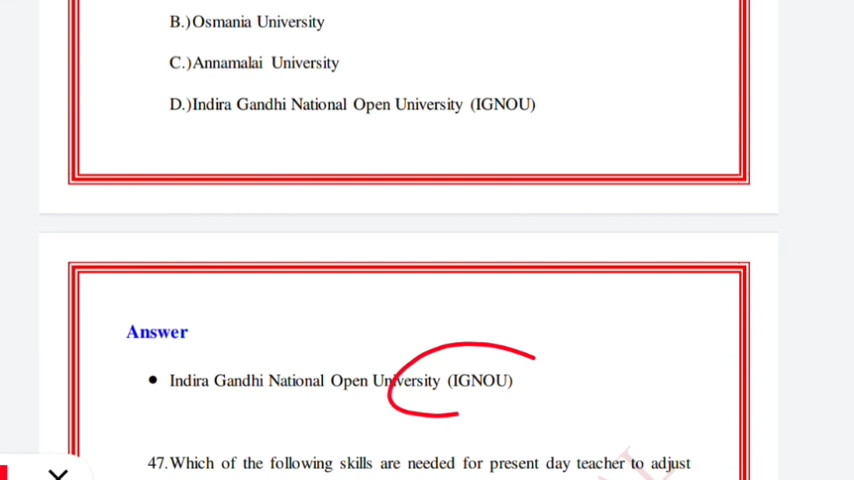 B.)Osmania University
C.)Annamalai University
D.)Indira Gandhi National Open University (IGNOU)
Answer
• Indira Gandhi National Open University (IGNOU)
47.Which of the following skills are needed for present day teacher to adjust